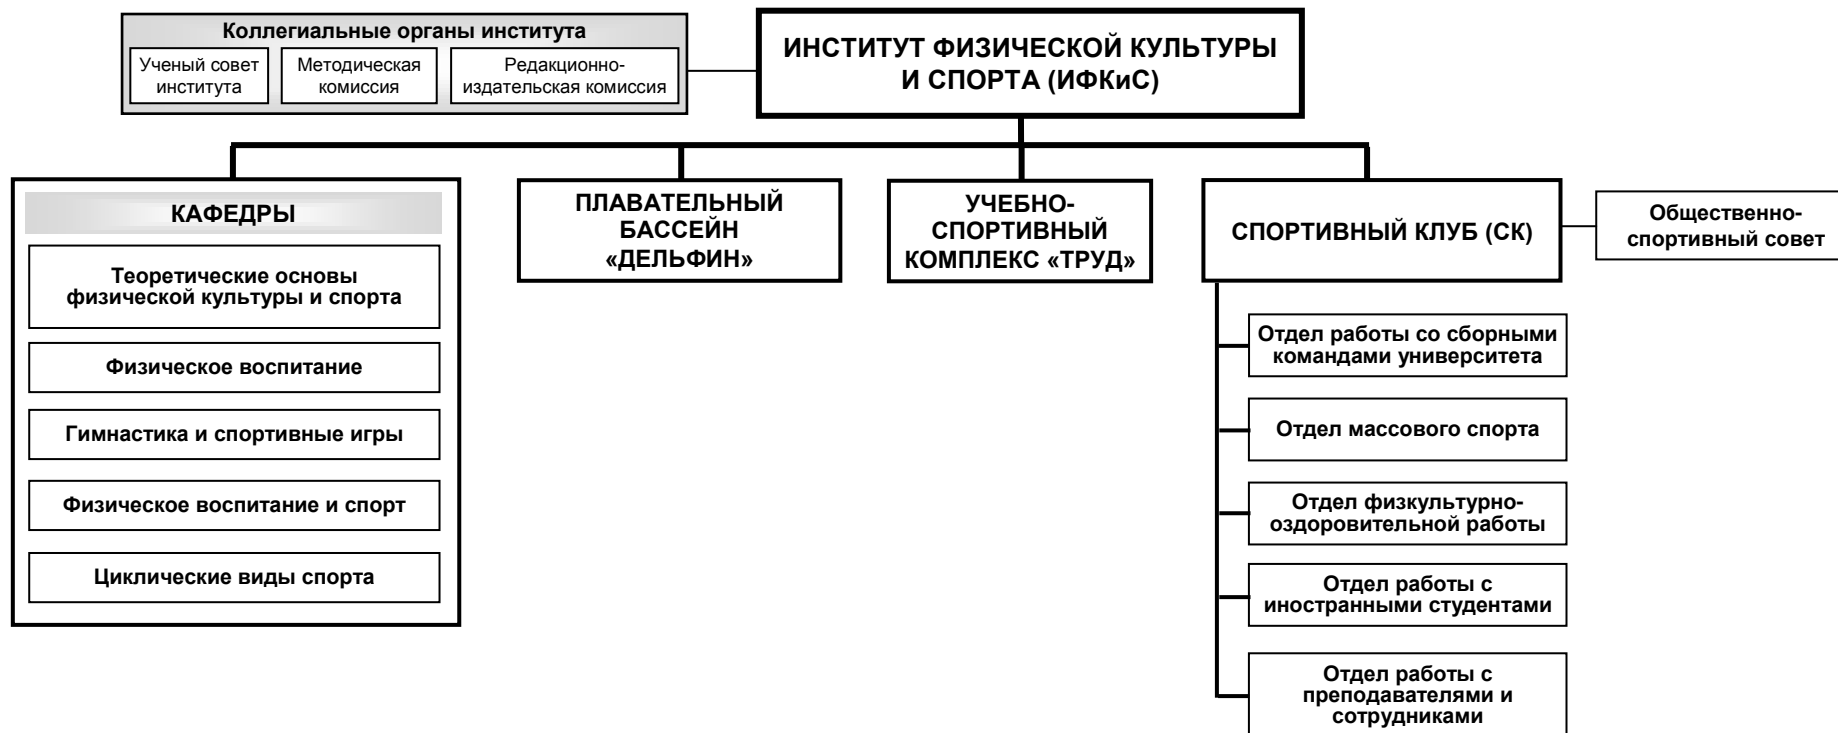 Коллегиальные органы института
Ученый совет
института
Методическая
комиссия
Редакционно-
издательская комиссия
ИНСТИТУТ ФИЗИЧЕСКОЙ КУЛЬТУРЫ
И СПОРТА (ИФКиС)
КАФЕДРЫ
Теоретические основы
физической культуры и спорта
Физическое воспитание
Гимнастика и спортивные игры
Физическое воспитание и спорт
Циклические виды спорта
ПЛАВАТЕЛЬНЫЙ
БАССЕЙН
«ДЕЛЬФИН»
УЧЕБНО-
СПОРТИВНЫЙ
КОМПЛЕКС «ТРУД»
СПОРТИВНЫЙ КЛУБ (СК)
Общественно-
спортивный совет
Отдел работы со сборными
командами университета
Отдел массового спорта
Отдел физкультурно-
оздоровительной работы
Отдел работы с
иностранными студентами
Отдел работы с
преподавателями и
сотрудниками